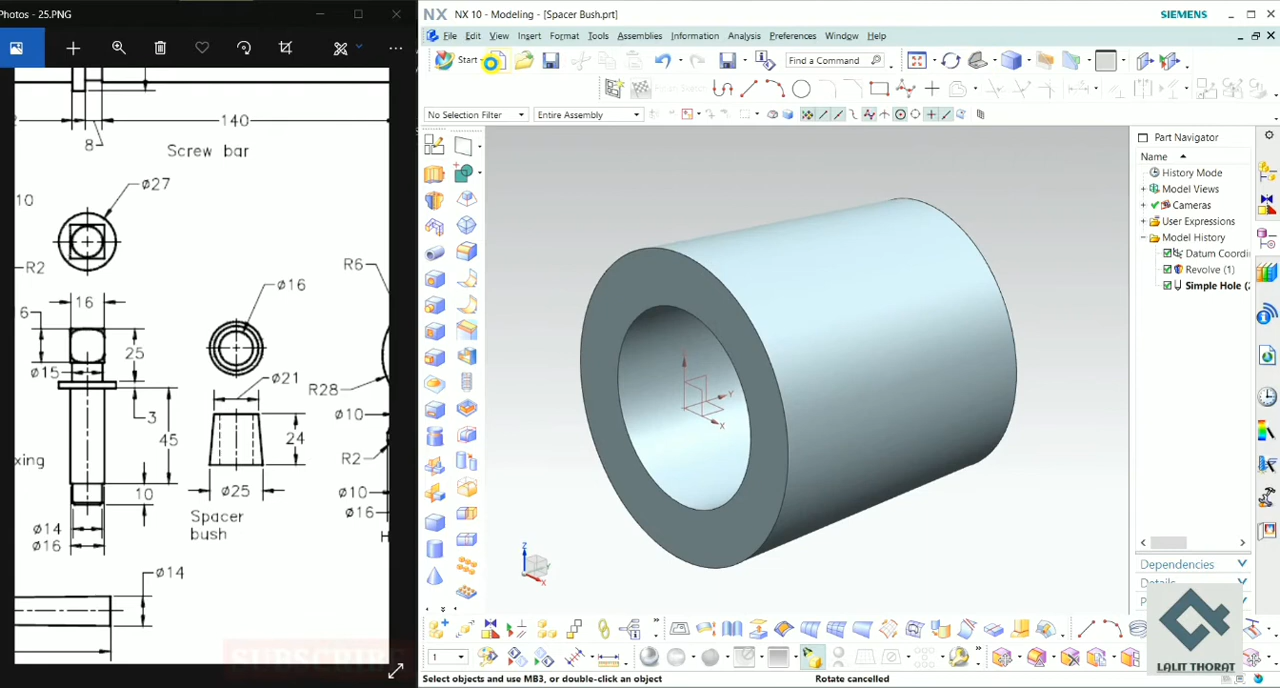 Photos - 25.PNG
140
8
Screw bar
ø27
10
R2
R6
16
ø16
6
25
ø15
ø21
R28
3
ø10
45
24
R2
xing
10
ø25
ø10
Spacer
bush
ø14
ø16
ø16
H
ø14
SUBSCRIBE
NX 10 - Modeling - [Spacer Bush.prt]
SIEMENS
File Edit View Insert Format Tools Assemblies Information Analysis Preferences Window Help
Start
Find a Command
No Selection Filter
Entire Assembly
Part Navigator
Name
History Mode
Model Views
Cameras
User Expressions
Model History
Datum Coordi
Revolve (1)
Simple Hole (2
Dependencies
Details
Z
Y
X
X
1
LALIT THORAT
Select objects and use MB3, or double-click an object
Rotate cancelled